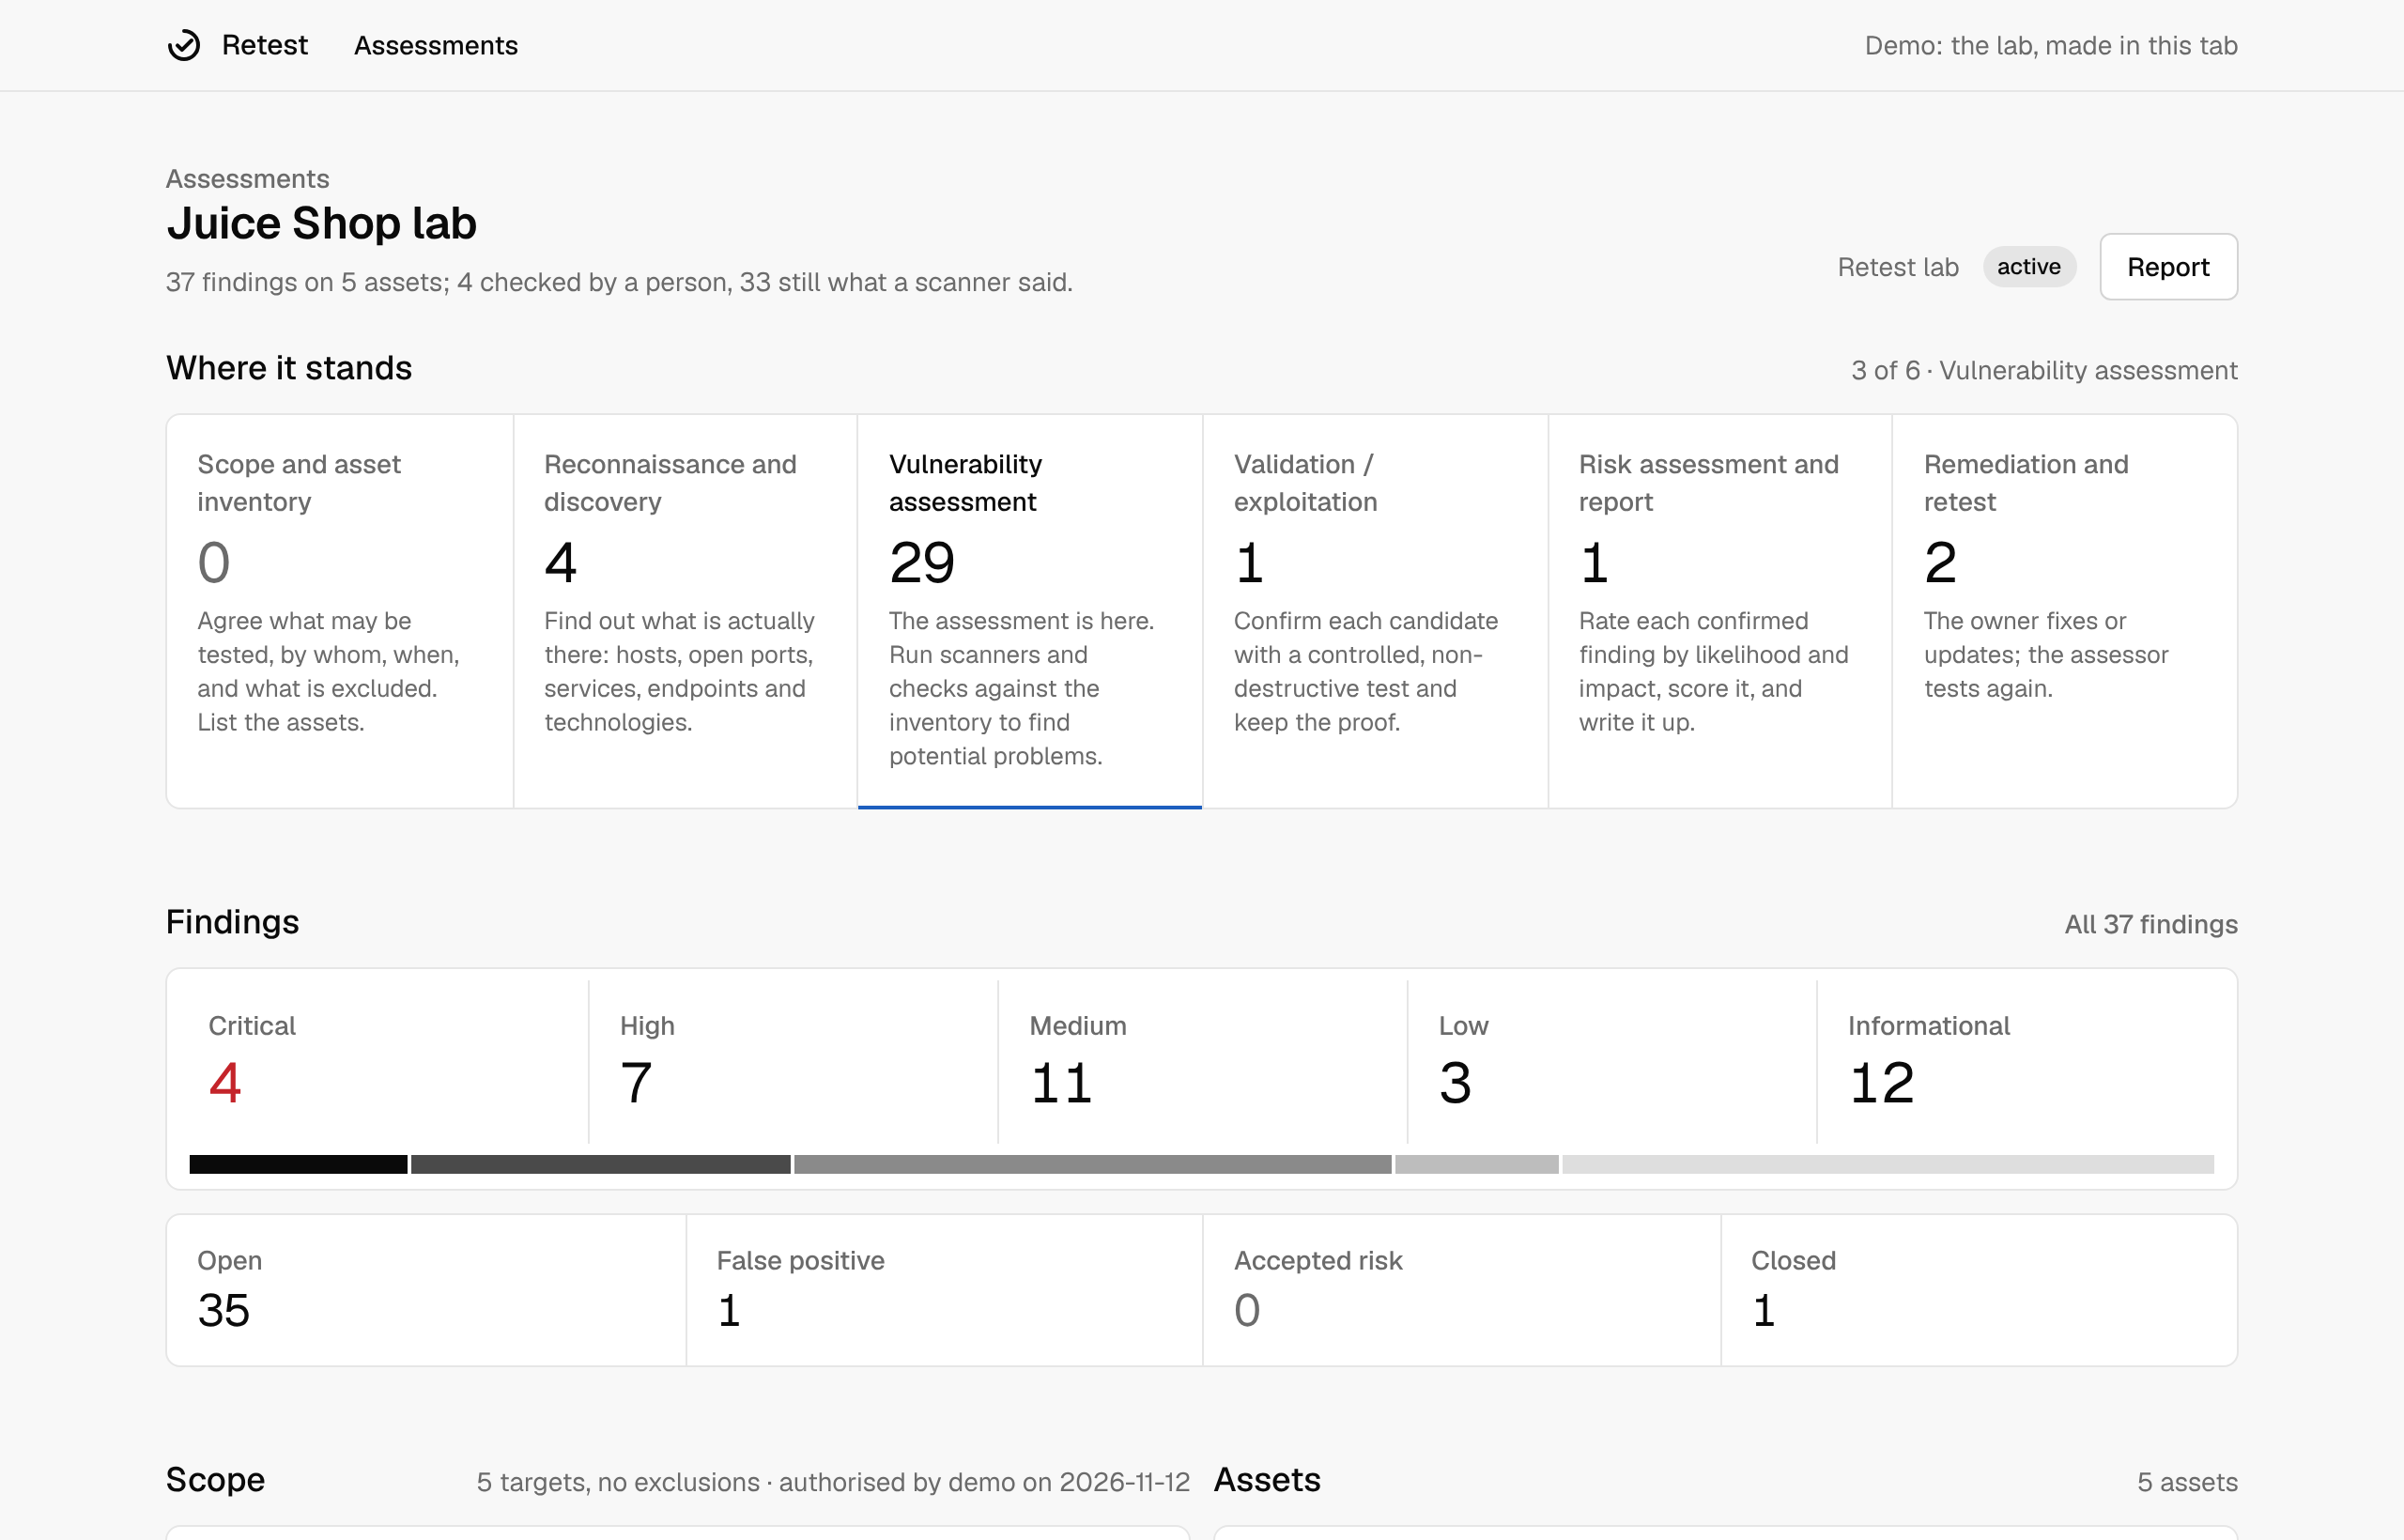 Retest
Assessments
Demo: the lab, made in this tab
Assessments
Juice Shop lab
37 findings on 5 assets; 4 checked by a person, 33 still what a scanner said.
Retest lab
active
Report
Where it stands
3 of 6 · Vulnerability assessment
Scope and asset
inventory
0
Agree what may be
tested, by whom, when,
and what is excluded.
List the assets.
Reconnaissance and
discovery
4
Find out what is actually
there: hosts, open ports,
services, endpoints and
technologies.
Vulnerability
assessment
29
The assessment is here.
Run scanners and
checks against the
inventory to find
potential problems.
Validation /
exploitation
1
Confirm each candidate
with a controlled, non-
destructive test and
keep the proof.
Risk assessment and
report
1
Rate each confirmed
finding by likelihood and
impact, score it, and
write it up.
Remediation and
retest
2
The owner fixes or
updates; the assessor
tests again.
Findings
All 37 findings
Critical
4
High
7
Medium
11
Low
3
Informational
12
Open
35
False positive
1
Accepted risk
0
Closed
1
Scope
5 targets, no exclusions · authorised by demo on 2026-11-12
Assets
5 assets